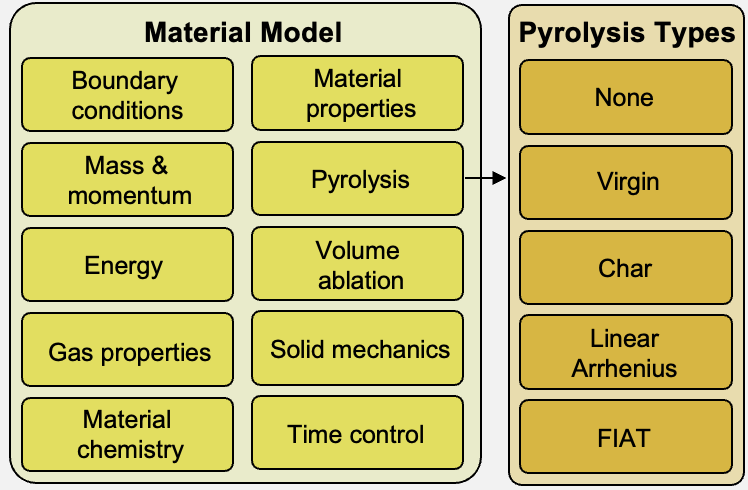 Material Model
Boundary
conditions
Material
properties
Mass &
momentum
Pyrolysis
Energy
Volume
ablation
Gas properties
Solid mechanics
Material
chemistry
Time control
Pyrolysis Types
None
Virgin
Char
Linear
Arrhenius
FIAT